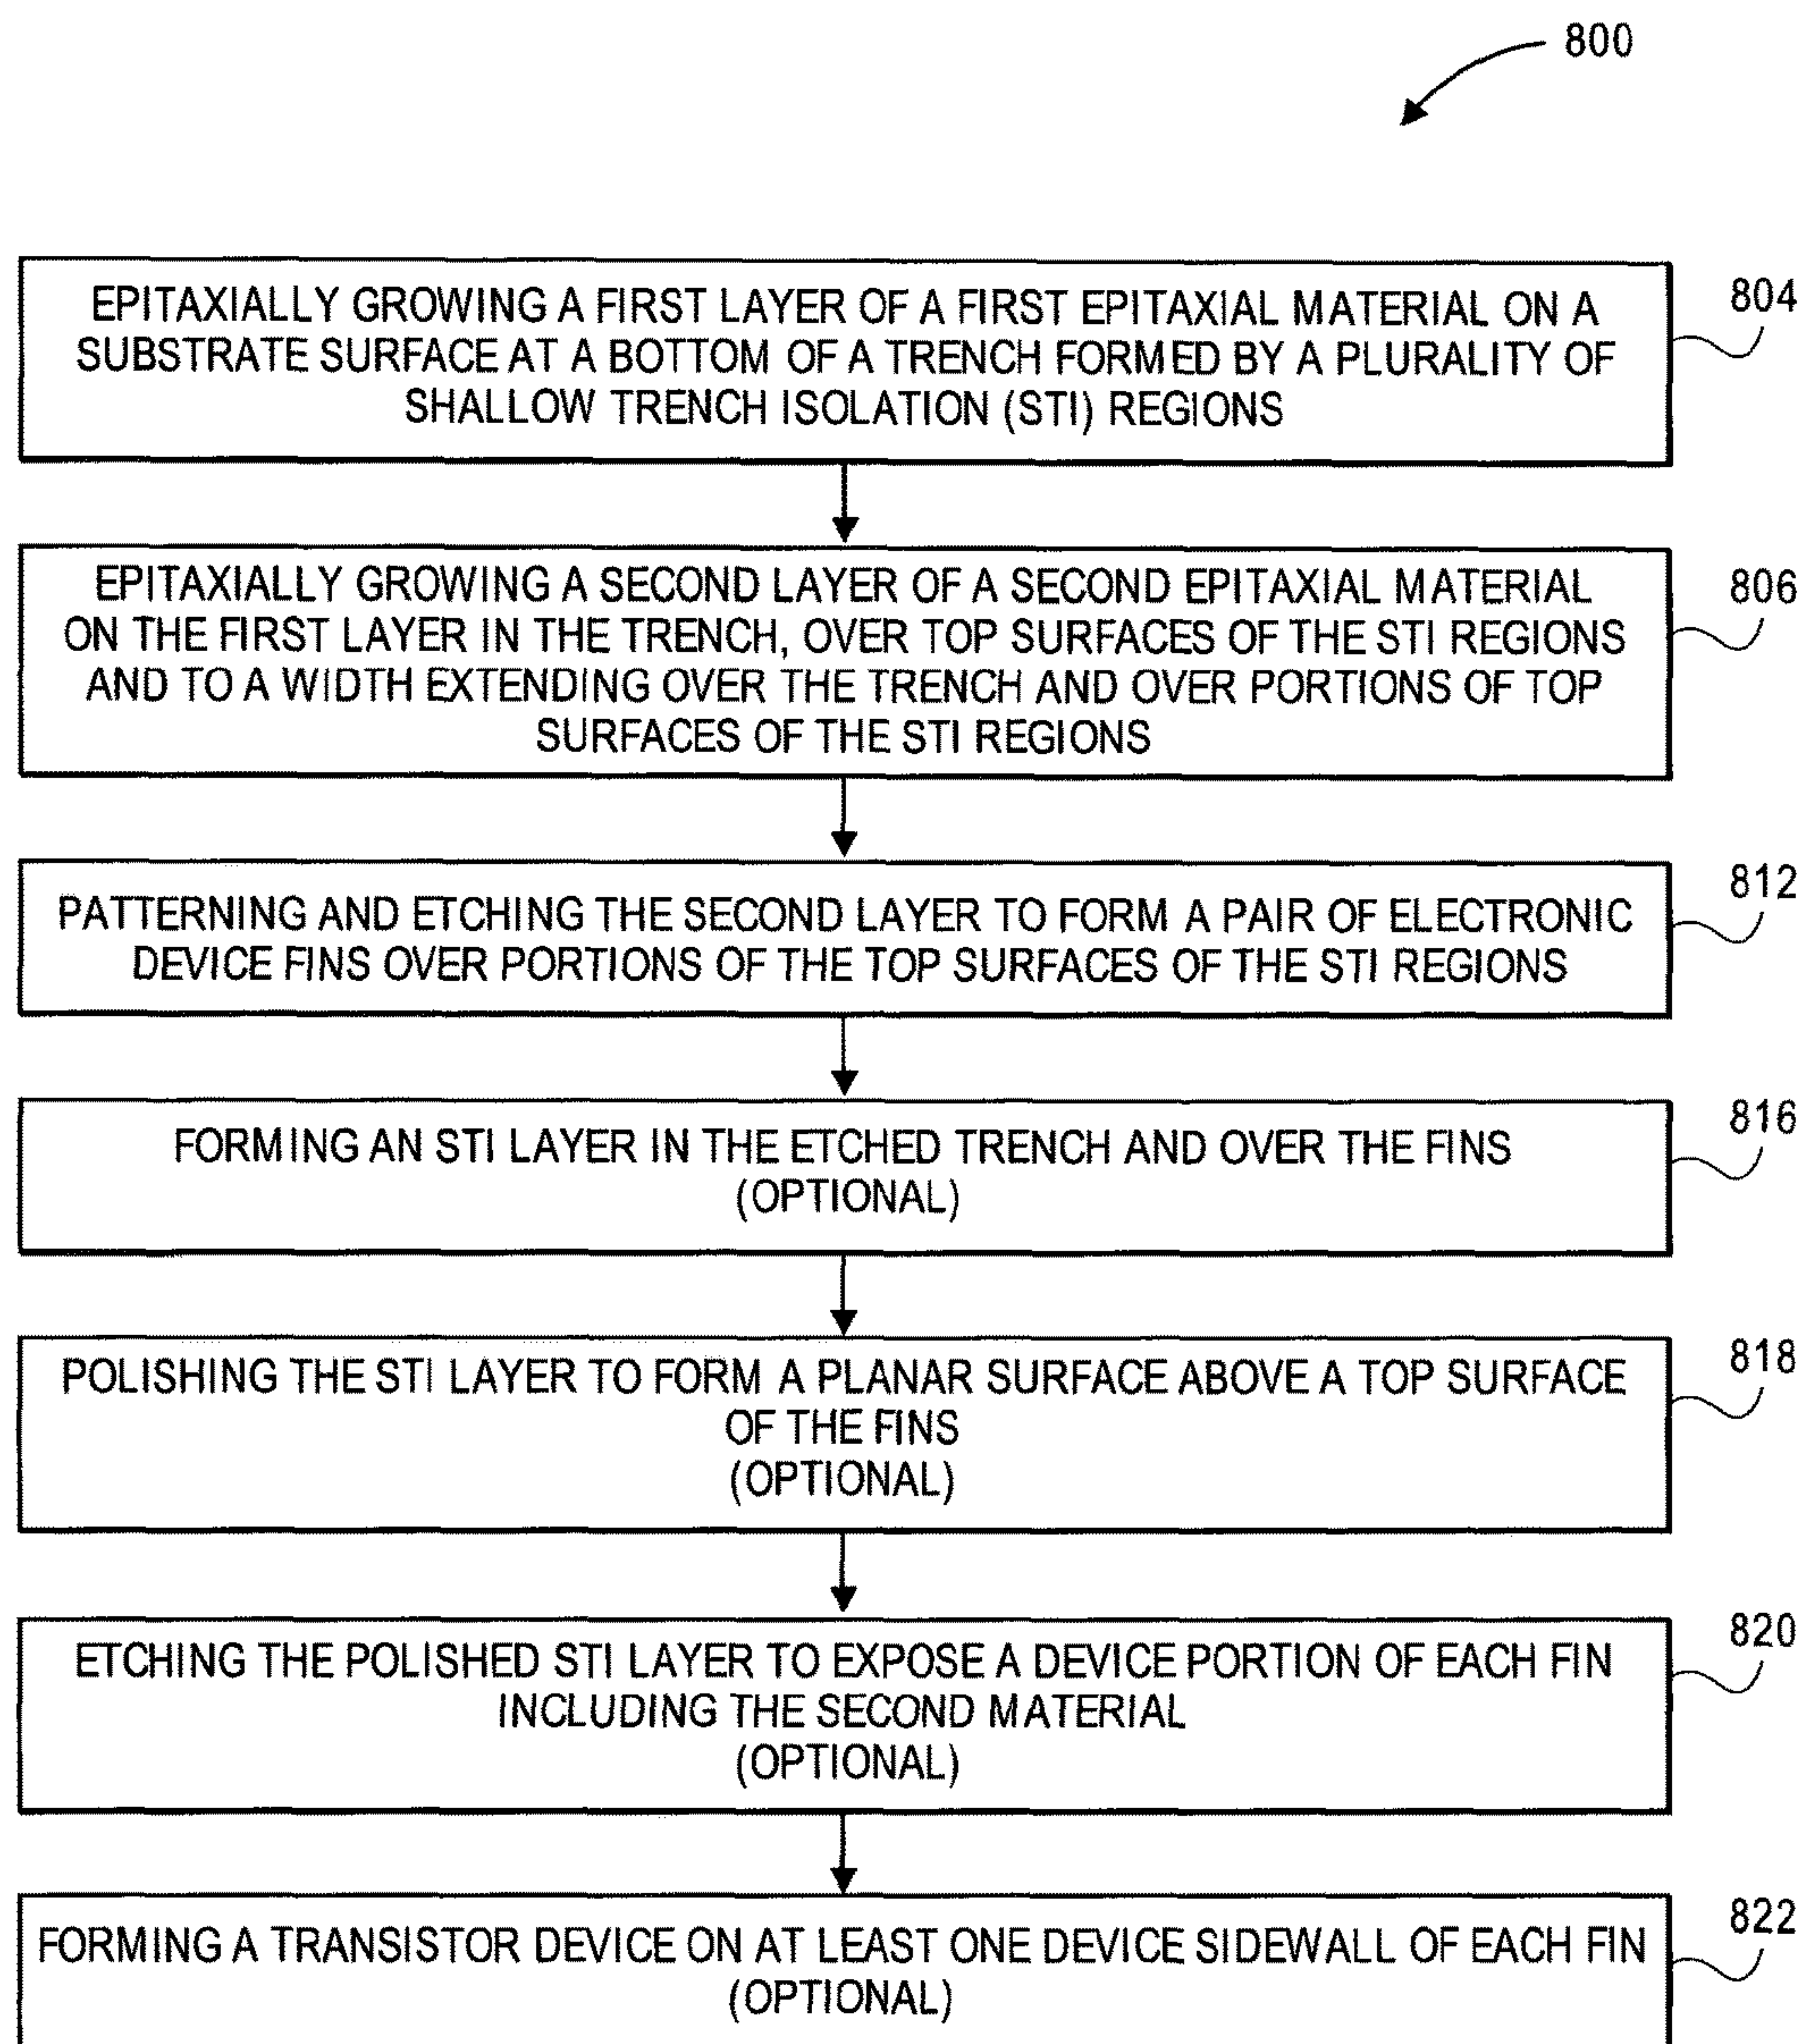 800
EPITAXIALLY GROWING A FIRST LAYER OF A FIRST EPITAXIAL MATERIAL ON A
SUBSTRATE SURFACE AT A BOTTOM OF A TRENCH FORMED BY A PLURALITY OF
SHALLOW TRENCH ISOLATION (STI) REGIONS
804
EPITAXIALLY GROWING A SECOND LAYER OF A SECOND EPITAXIAL MATERIAL
ON THE FIRST LAYER IN THE TRENCH, OVER TOP SURFACES OF THE STI REGIONS
AND TO A WIDTH EXTENDING OVER THE TRENCH AND OVER PORTIONS OF TOP
SURFACES OF THE STI REGIONS
806
PATTERNING AND ETCHING THE SECOND LAYER TO FORM A PAIR OF ELECTRONIC
DEVICE FINS OVER PORTIONS OF THE TOP SURFACES OF THE STI REGIONS
812
FORMING AN STI LAYER IN THE ETCHED TRENCH AND OVER THE FINS
(OPTIONAL)
816
POLISHING THE STI LAYER TO FORM A PLANAR SURFACE ABOVE A TOP SURFACE
OF THE FINS
(OPTIONAL)
818
ETCHING THE POLISHED STI LAYER TO EXPOSE A DEVICE PORTION OF EACH FIN
INCLUDING THE SECOND MATERIAL
(OPTIONAL)
820
FORMING A TRANSISTOR DEVICE ON AT LEAST ONE DEVICE SIDEWALL OF EACH FIN
(OPTIONAL)
822